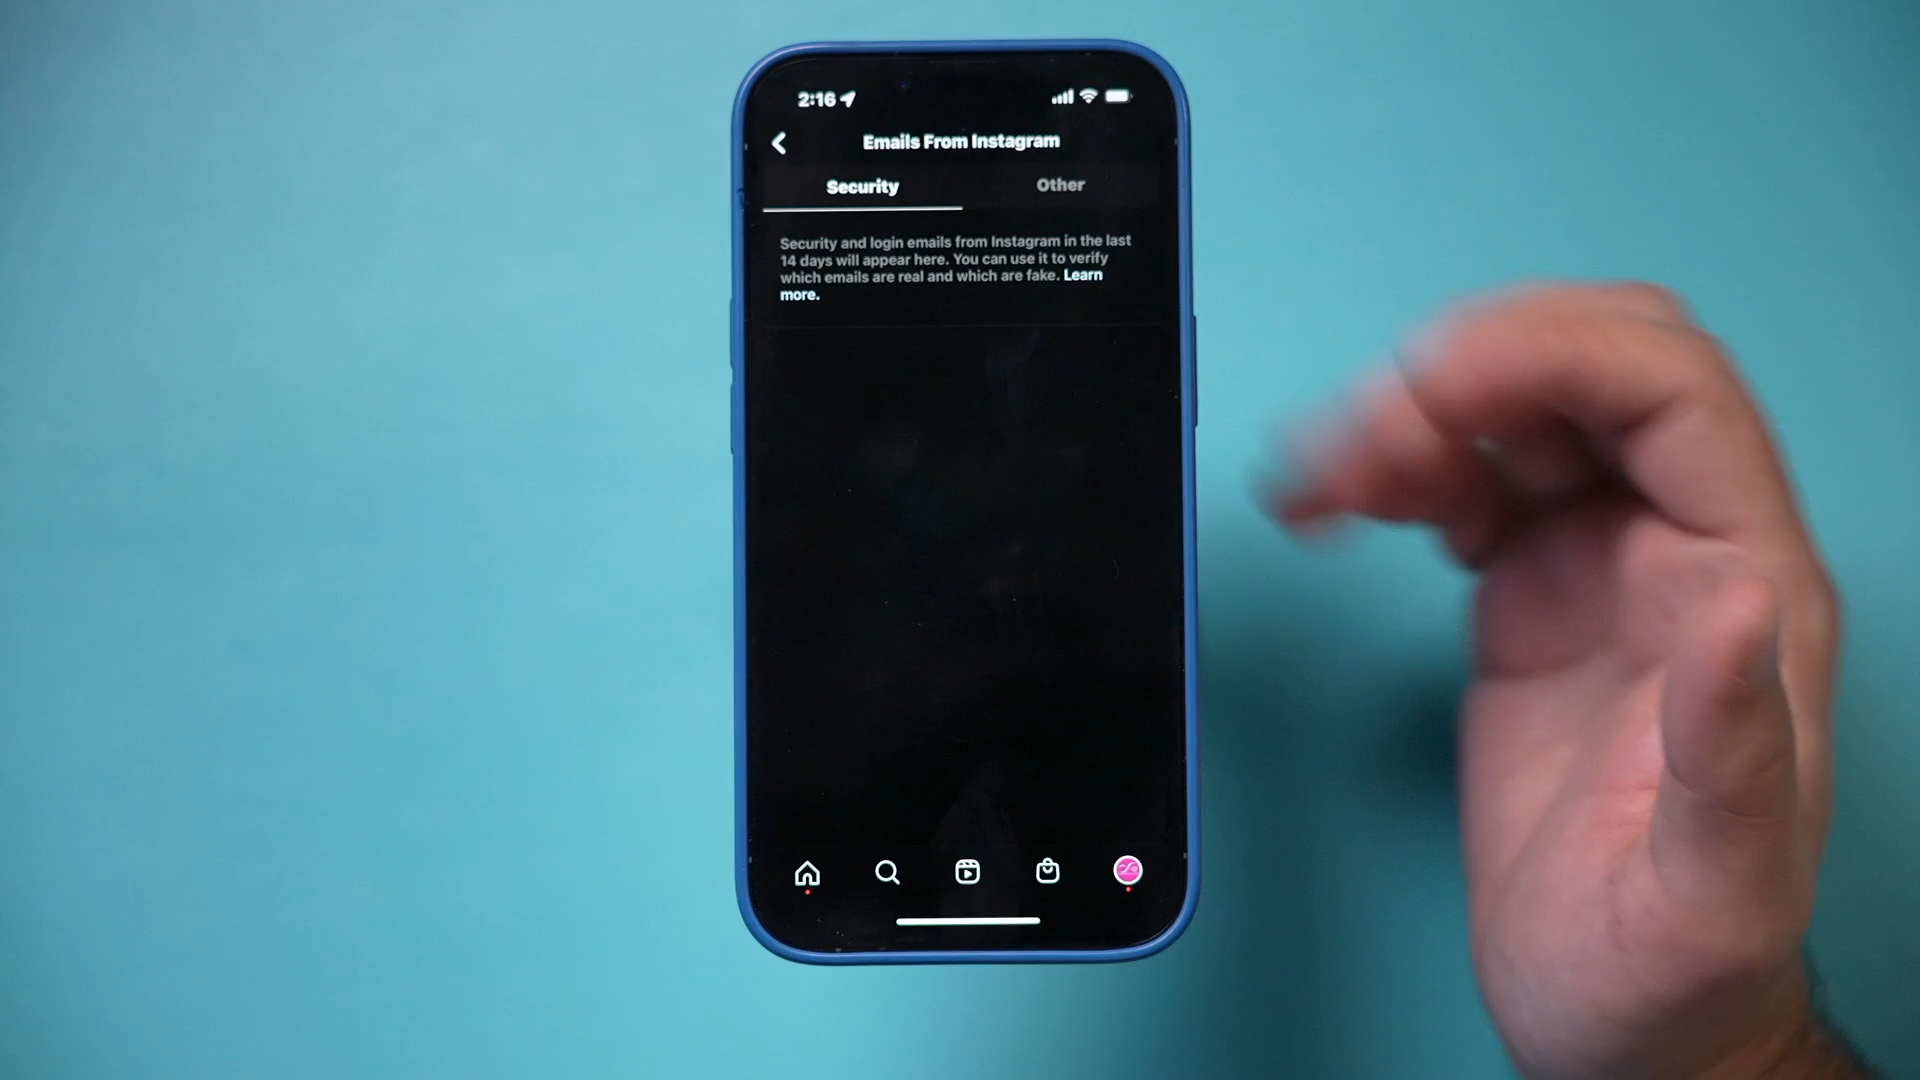 2:16
Emails From Instagram
Security
Other
Security and login emails from Instagram in the last
14 days will appear here. You can use it to verify
which emails are real and which are fake. Learn
more.